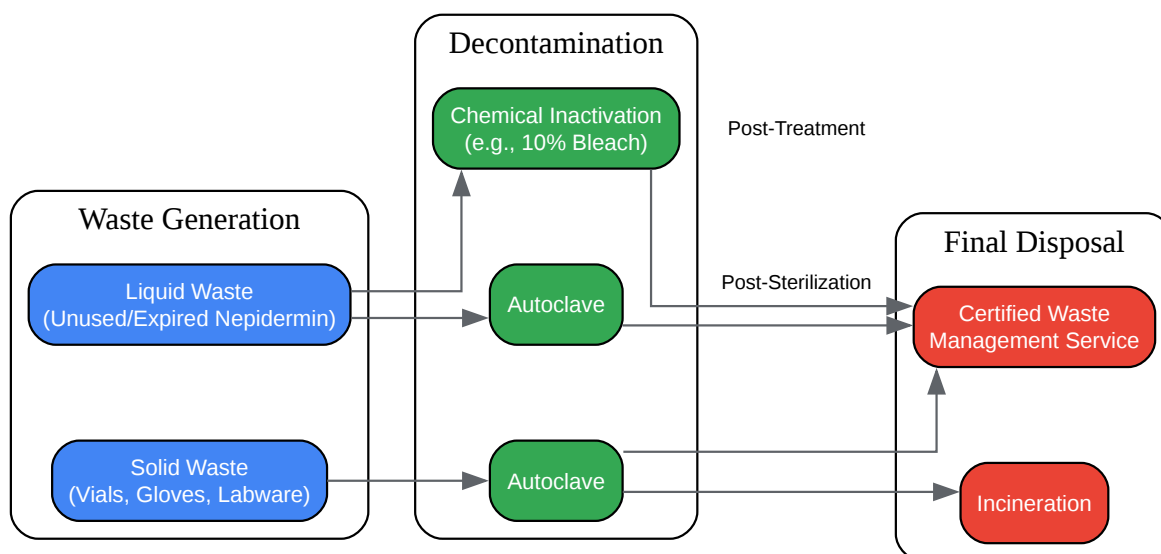 Waste Generation
Liquid Waste
(Unused/Expired Nepidermin)
Solid Waste
(Vials, Gloves, Labware)
Decontamination
Chemical Inactivation
(e.g., 10% Bleach)
Autoclave
Autoclave
Post-Treatment
Post-Sterilization
Final Disposal
Certified Waste
Management Service
Incineration